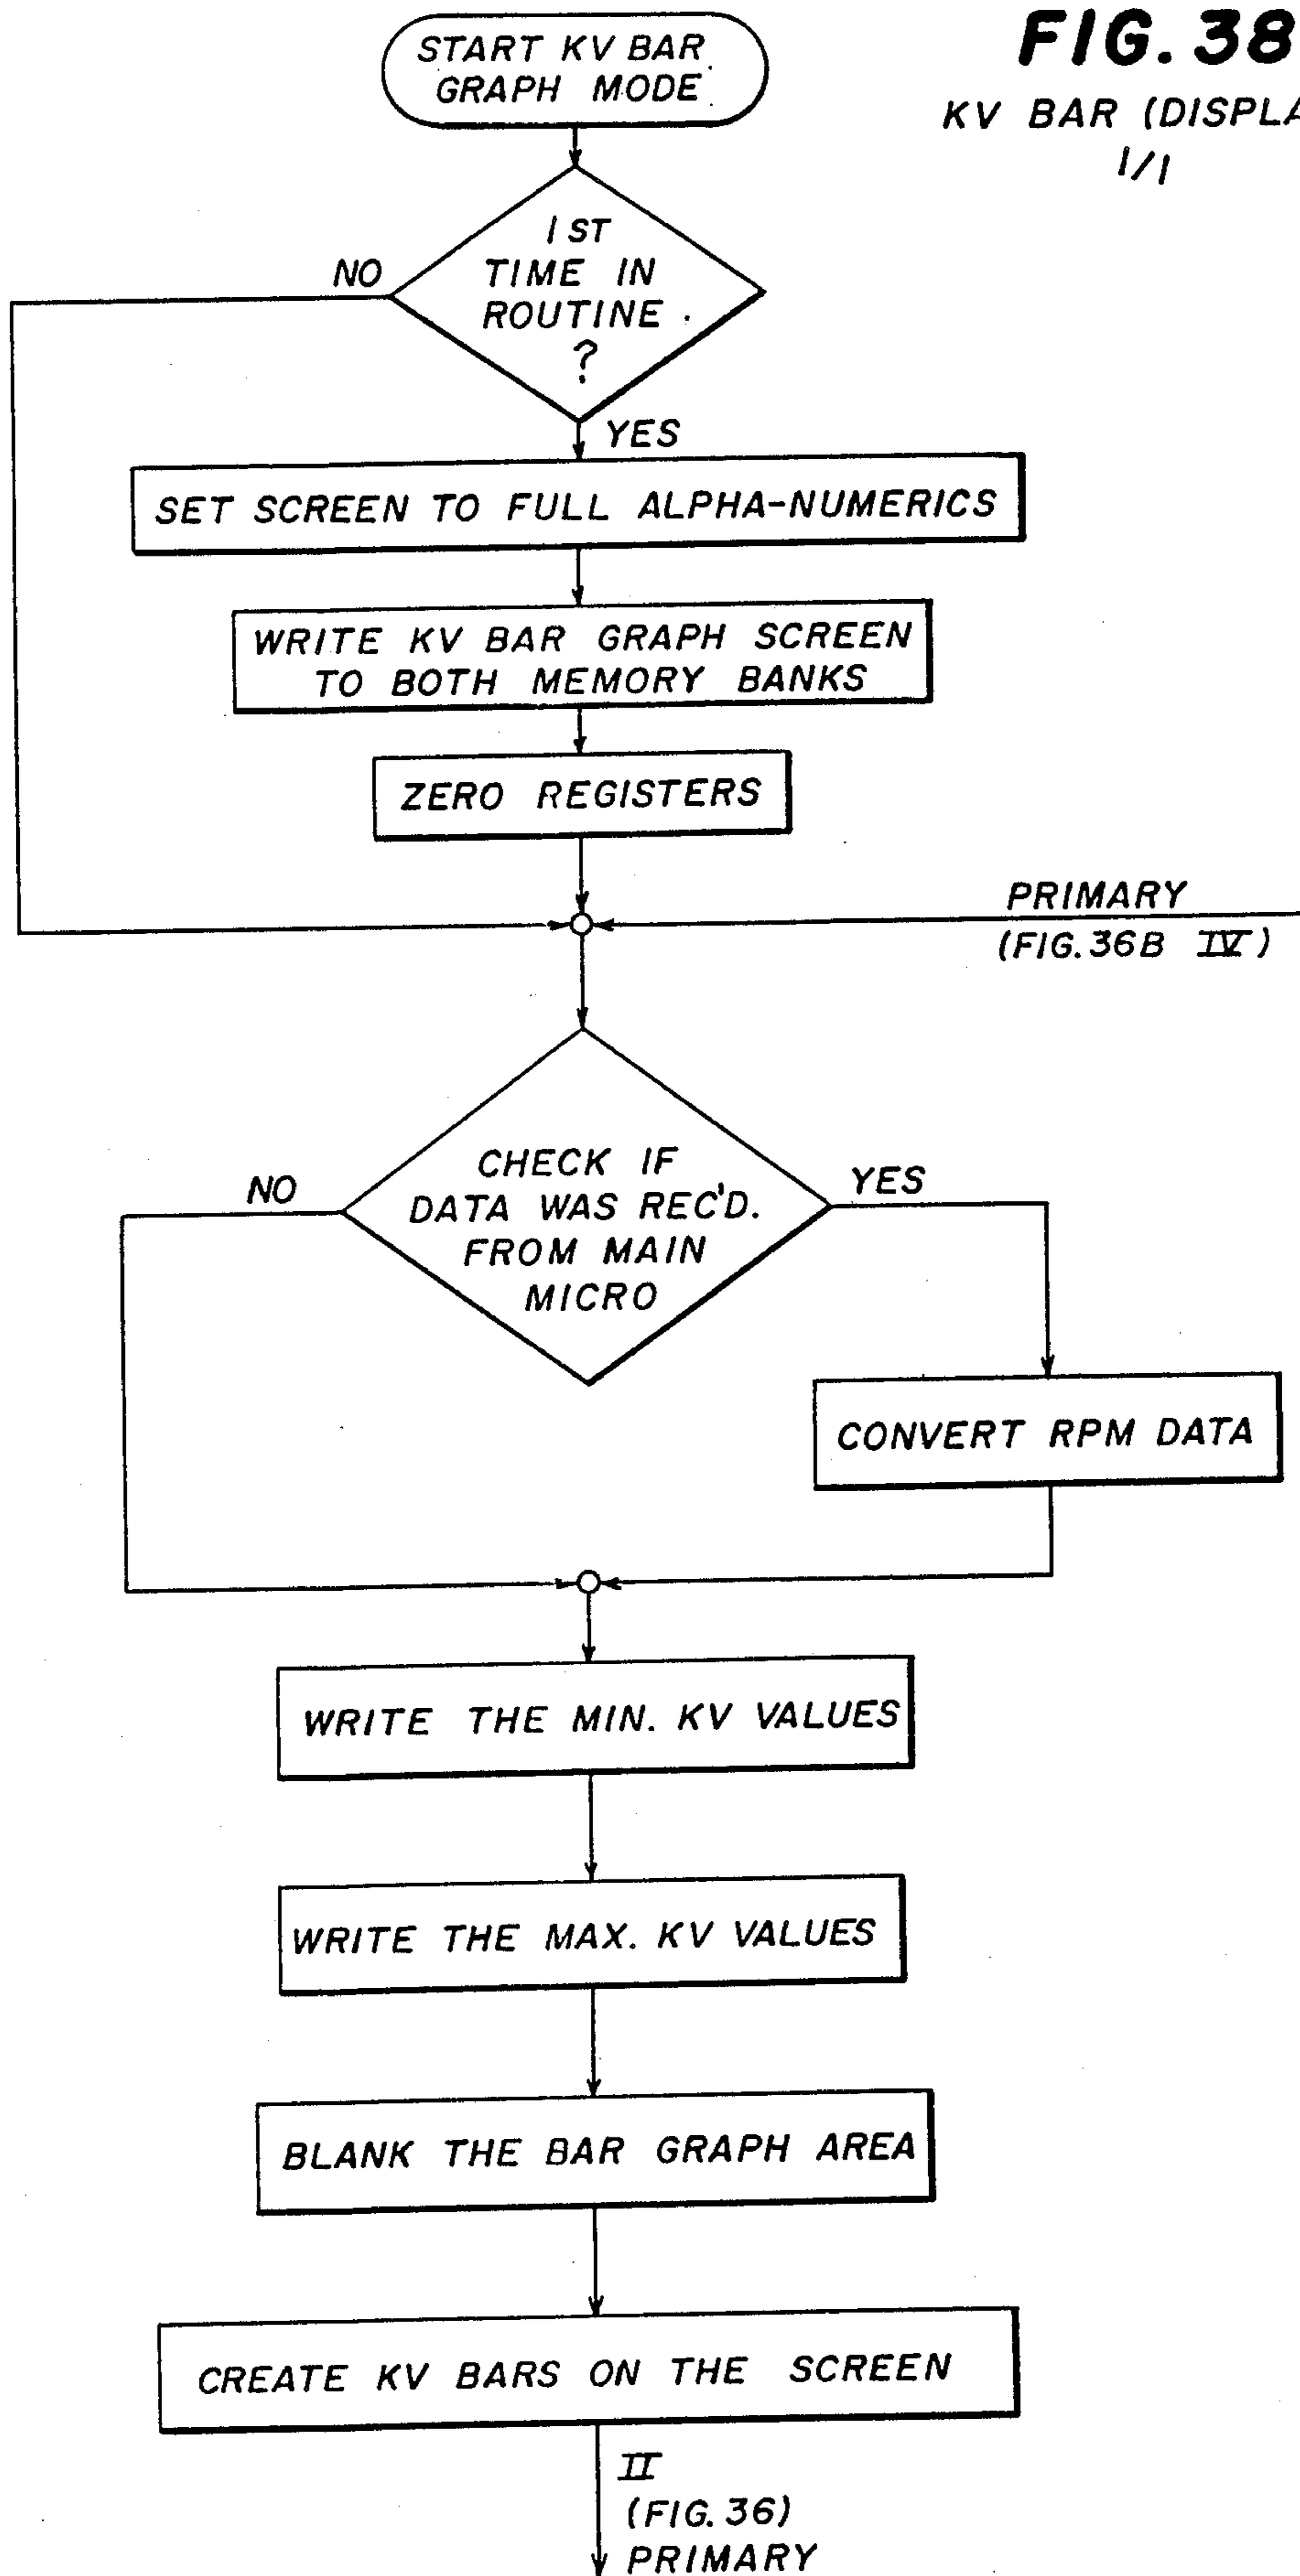 START KV BAR
GRAPH MODE
FIG. 38
KV BAR (DISPLA
1/1
1ST
TIME IN
ROUTINE
?
NO
YES
SET SCREEN TO FULL ALPHA-NUMERICS
WRITE KV BAR GRAPH SCREEN
TO BOTH MEMORY BANKS
ZERO REGISTERS
PRIMARY
(FIG. 36B IV)
CHECK IF
DATA WAS REC'D.
FROM MAIN
MICRO
NO
YES
CONVERT RPM DATA
WRITE THE MIN. KV VALUES
WRITE THE MAX. KV VALUES
BLANK THE BAR GRAPH AREA
CREATE KV BARS ON THE SCREEN
II
(FIG. 36)
PRIMARY